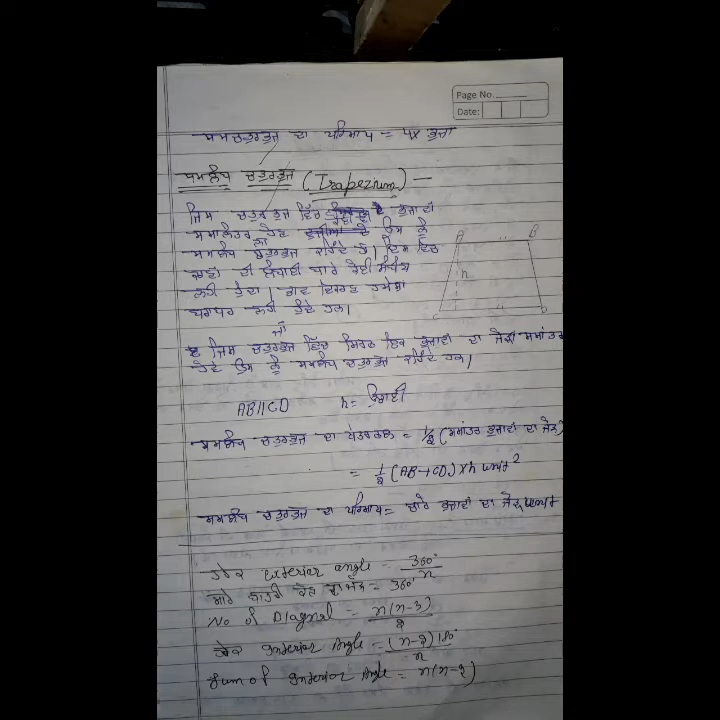 Page No.
Date:
ਸਮਚਤੁਰਭੁਜ ਦਾ ਪਰਿਮਾਪ = 4x ਭੁਜਾ
ਸਮਲੰਬ ਚਤੁਰਭੁਜ (Trapezium) —
ਜਿਸ ਚਤੁਰਭੁਜ ਵਿੱਚ ਭੁਜਾਵਾਂ
ਸਮਾਨੰਤਰ ਹੋਣ ਉਸ ਨੂੰ
ਸਮਲੰਬ ਚਤੁਰਭੁਜ ਕਹਿੰਦੇ ਹੈ। ਇਸ ਵਿਚ
ਦੀ ਲੰਬਾਈ ਬਾਰੇ ਕੋਈ ਸੰਬੰਧ
ਨਹੀ ਹੁੰਦਾ। ਵਿਕਰਣ ਹਮੇਸ਼ਾ
ਬਰਾਬਰ ਨਹੀ ਹੁੰਦੇ ਹਨ।
A B
h
C D
ਜਾਂ
ਜਿਸ ਚਤੁਰਭੁਜ ਵਿੱਚ ਸਿਰਫ ਇਕ ਭੁਜਾਵਾਂ ਦਾ ਜੋੜਾ ਸਮਾਂਤਰ
ਹੋਵੇ ਉਸ ਨੂੰ ਸਮਲੰਬ ਚਤੁਰਭੁਜ ਕਹਿੰਦੇ ਹਨ।
AB||CD h= ਉਚਾਈ
ਸਮਲੰਬ ਚਤੁਰਭੁਜ ਦਾ ਖੇਤਰਫਲ = 1/2 (ਸਮਾਂਤਰ ਭੁਜਾਵਾਂ ਦਾ ਜੋੜ)
= 1/2 (AB+CD)×h unit²
ਸਮਲੰਬ ਚਤੁਰਭੁਜ ਦਾ ਪਰਿਮਾਪ = ਚਾਰੇ ਭੁਜਾਵਾਂ ਦਾ ਜੋੜ unit
ਹਰੇਕ exterior angle = 360°/n
ਸਾਰੇ ਬਾਹਰੀ ਕੋਣ ਦਾ ਜੋੜ = 360°
No of Diagnal = n(n-3)/2
ਹਰੇਕ Interior Angle = (n-2)180°/n
Sum of Interior Angle = n(n-2)